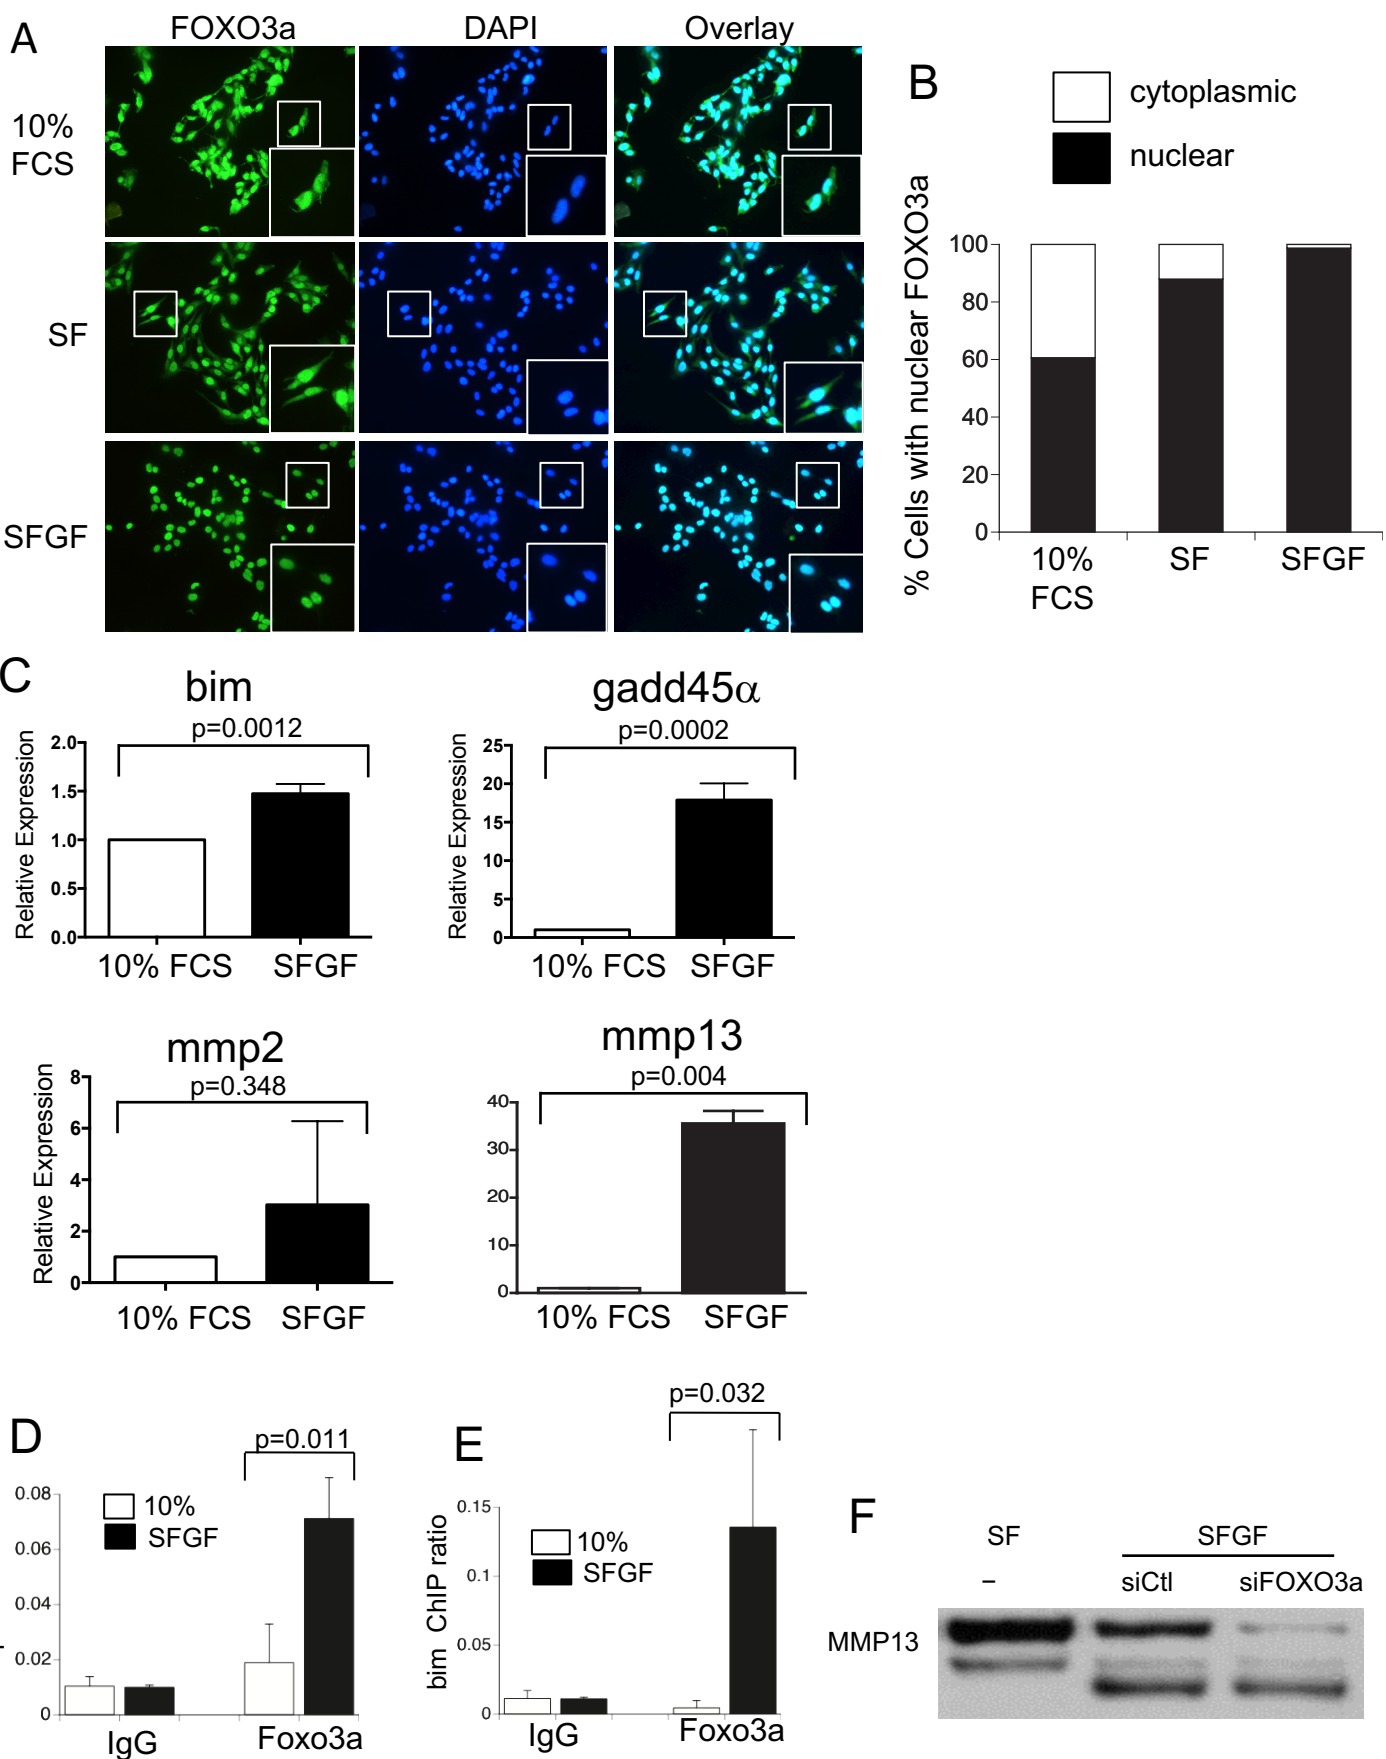 A
FOXO3a
DAPI
Overlay
10%
FCS
SF
SFGF
B
cytoplasmic
nuclear
% Cells with nuclear FOXO3a
100
80
60
40
20
0
10%
FCS
SF
SFGF
C
bim
p=0.0012
Relative Expression
2.0
1.5
1.0
0.5
0.0
10% FCS
SFGF
gadd45α
p=0.0002
Relative Expression
25
20
15
10
5
0
10% FCS
SFGF
mmp2
p=0.348
Relative Expression
8
6
4
2
0
10% FCS
SFGF
mmp13
p=0.004
40
30
20
10
0
10% FCS
SFGF
D
p=0.011
10%
SFGF
0.08
0.06
0.04
0.02
0
IgG
Foxo3a
E
p=0.032
10%
SFGF
bim ChIP ratio
0.15
0.1
0.05
0
IgG
Foxo3a
F
SF
SFGF
–
siCtl
siFOXO3a
MMP13